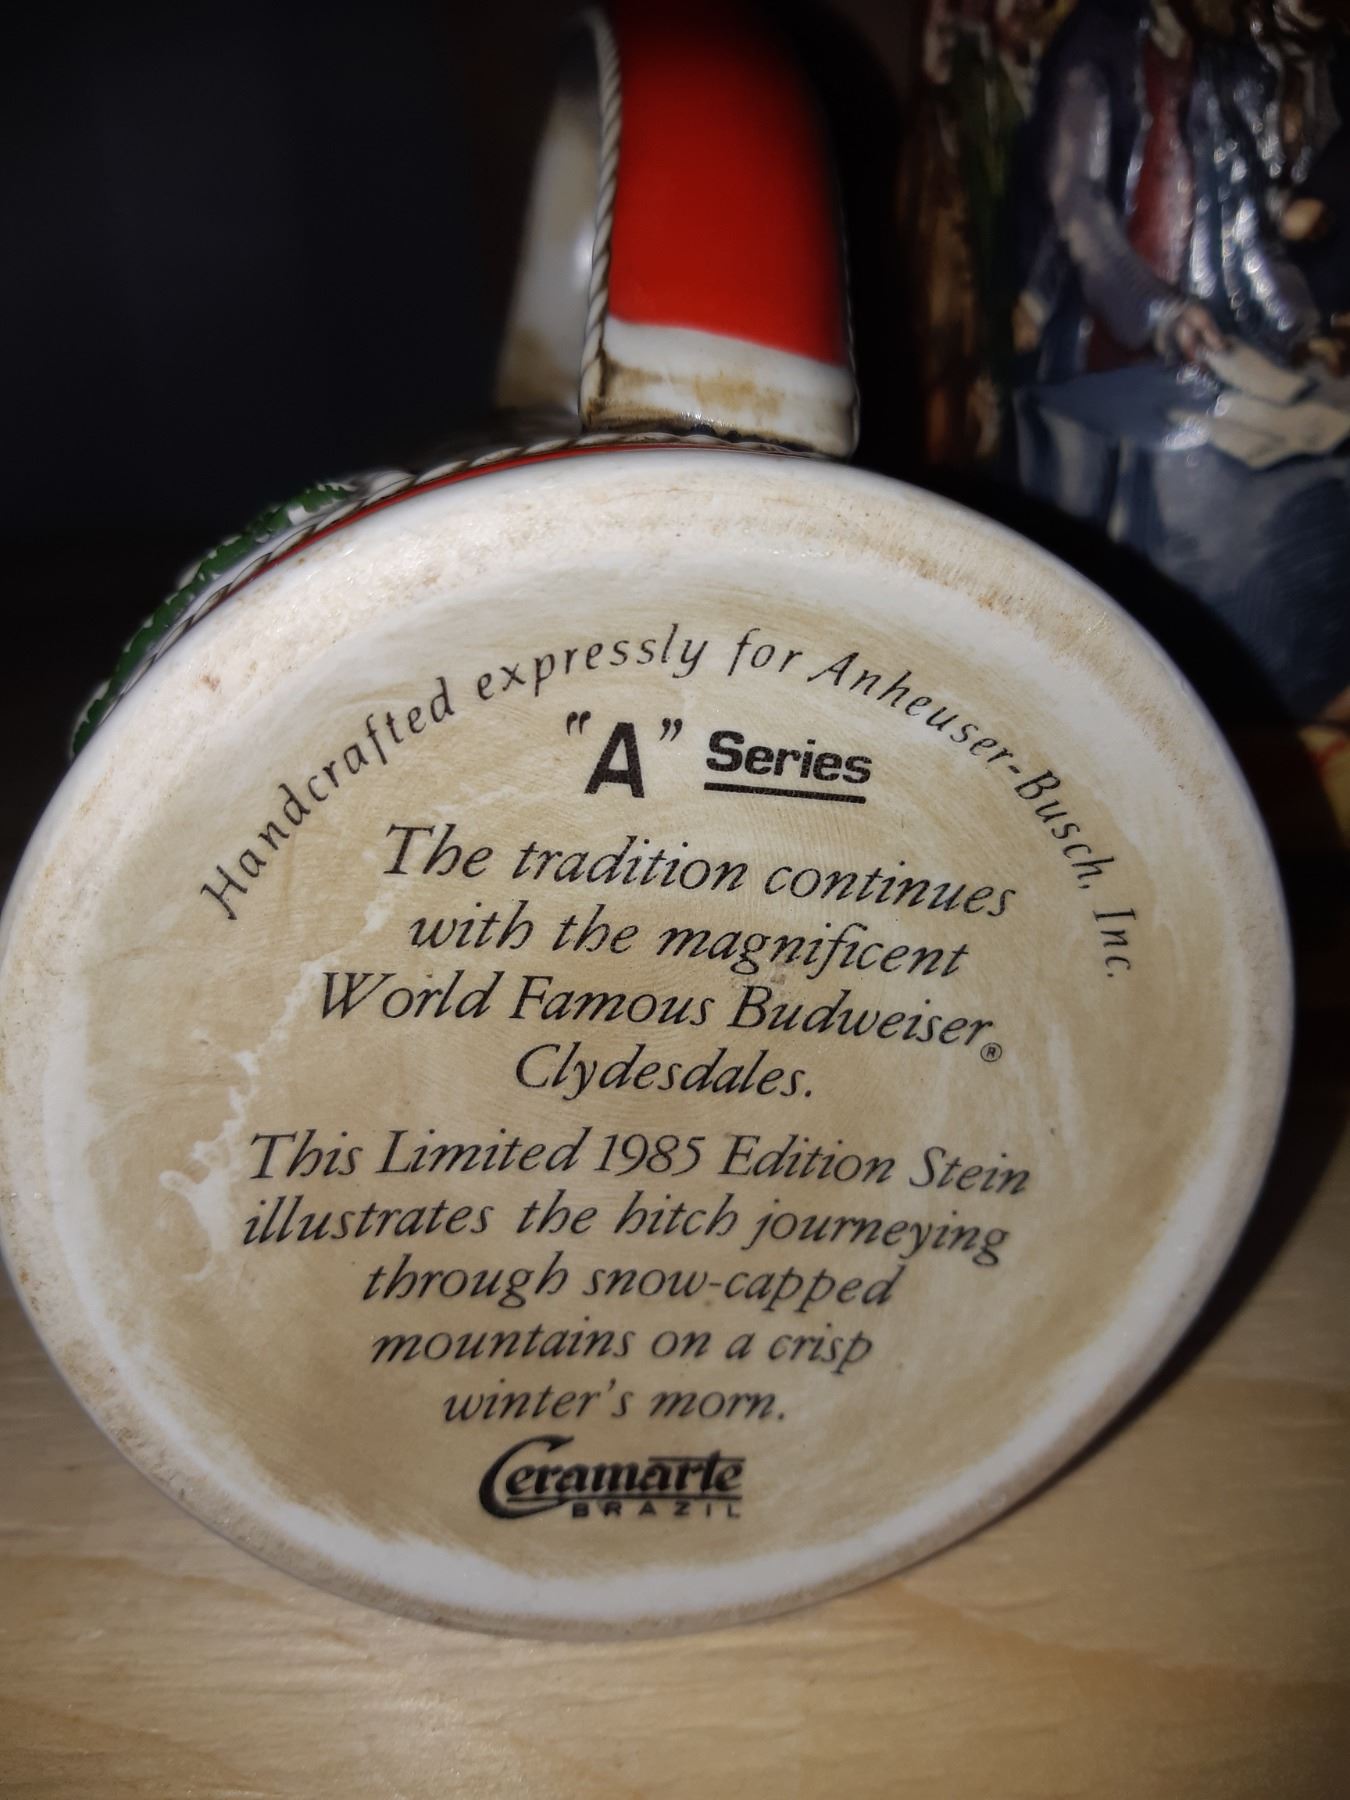 Handcrafted expressly for Anheuser-Busch, Inc.
"A" Series
The tradition continues
with the magnificent
World Famous Budweiser®
Clydesdales.
This Limited 1985 Edition Stein
illustrates the hitch journeying
through snow-capped
mountains on a crisp
winter's morn.
Ceramarte
BRAZIL